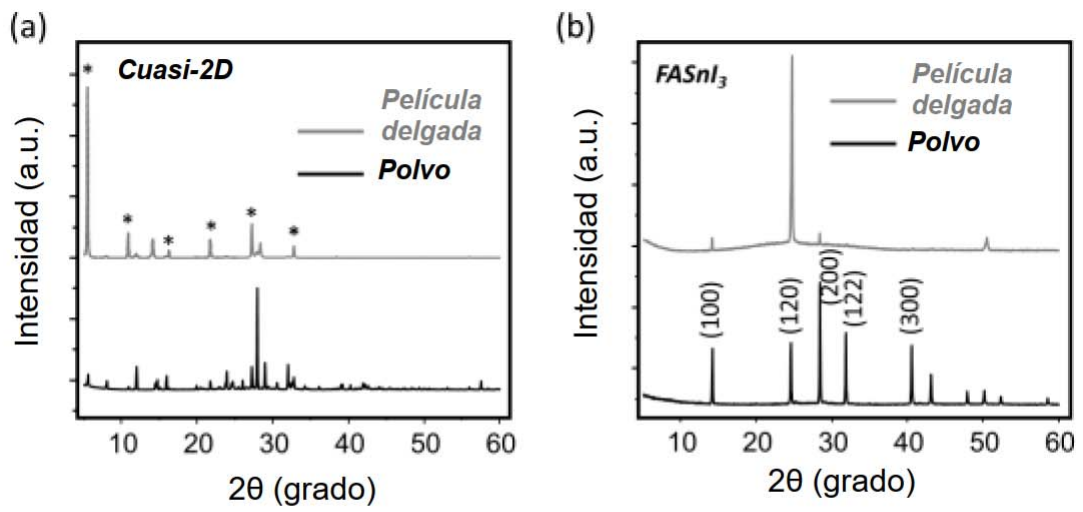 (a)
*
Cuasi-2D
Película
delgada
Polvo
* * * * *
Intensidad (a.u.)
10 20 30 40 50 60
2θ (grado)
(b)
FASnI₃
Película
delgada
Polvo
(100)
(120)
(200)
(122)
(300)
Intensidad (a.u.)
10 20 30 40 50 60
2θ (grado)